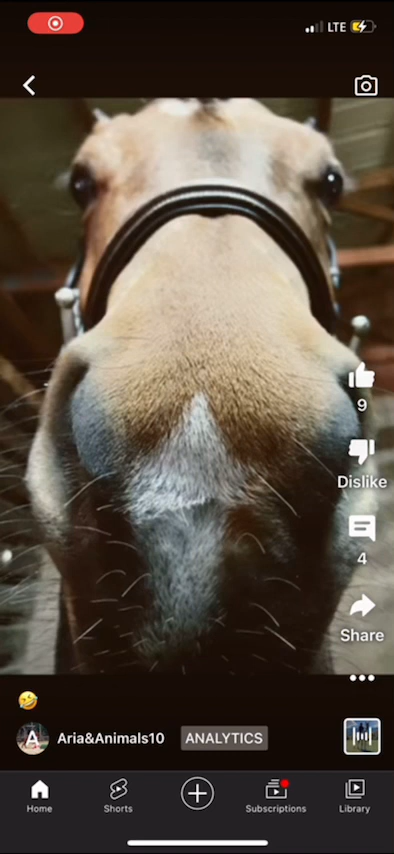 LTE
9
Dislike
4
Share
🤣
A
Aria&Animals10
ANALYTICS
Home
Shorts
Subscriptions
Library